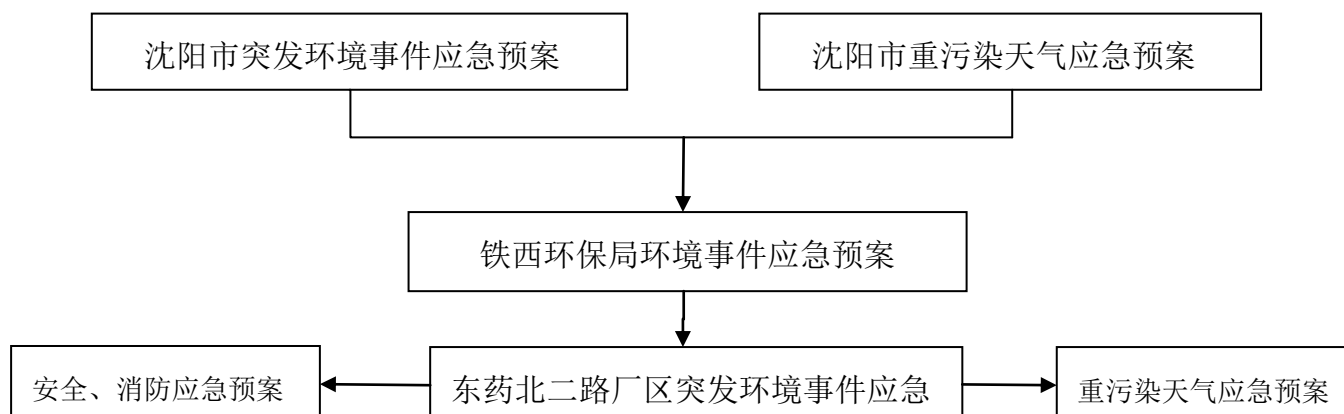 沈阳市突发环境事件应急预案
沈阳市重污染天气应急预案
铁西环保局环境事件应急预案
安全、消防应急预案
东药北二路厂区突发环境事件应急
重污染天气应急预案